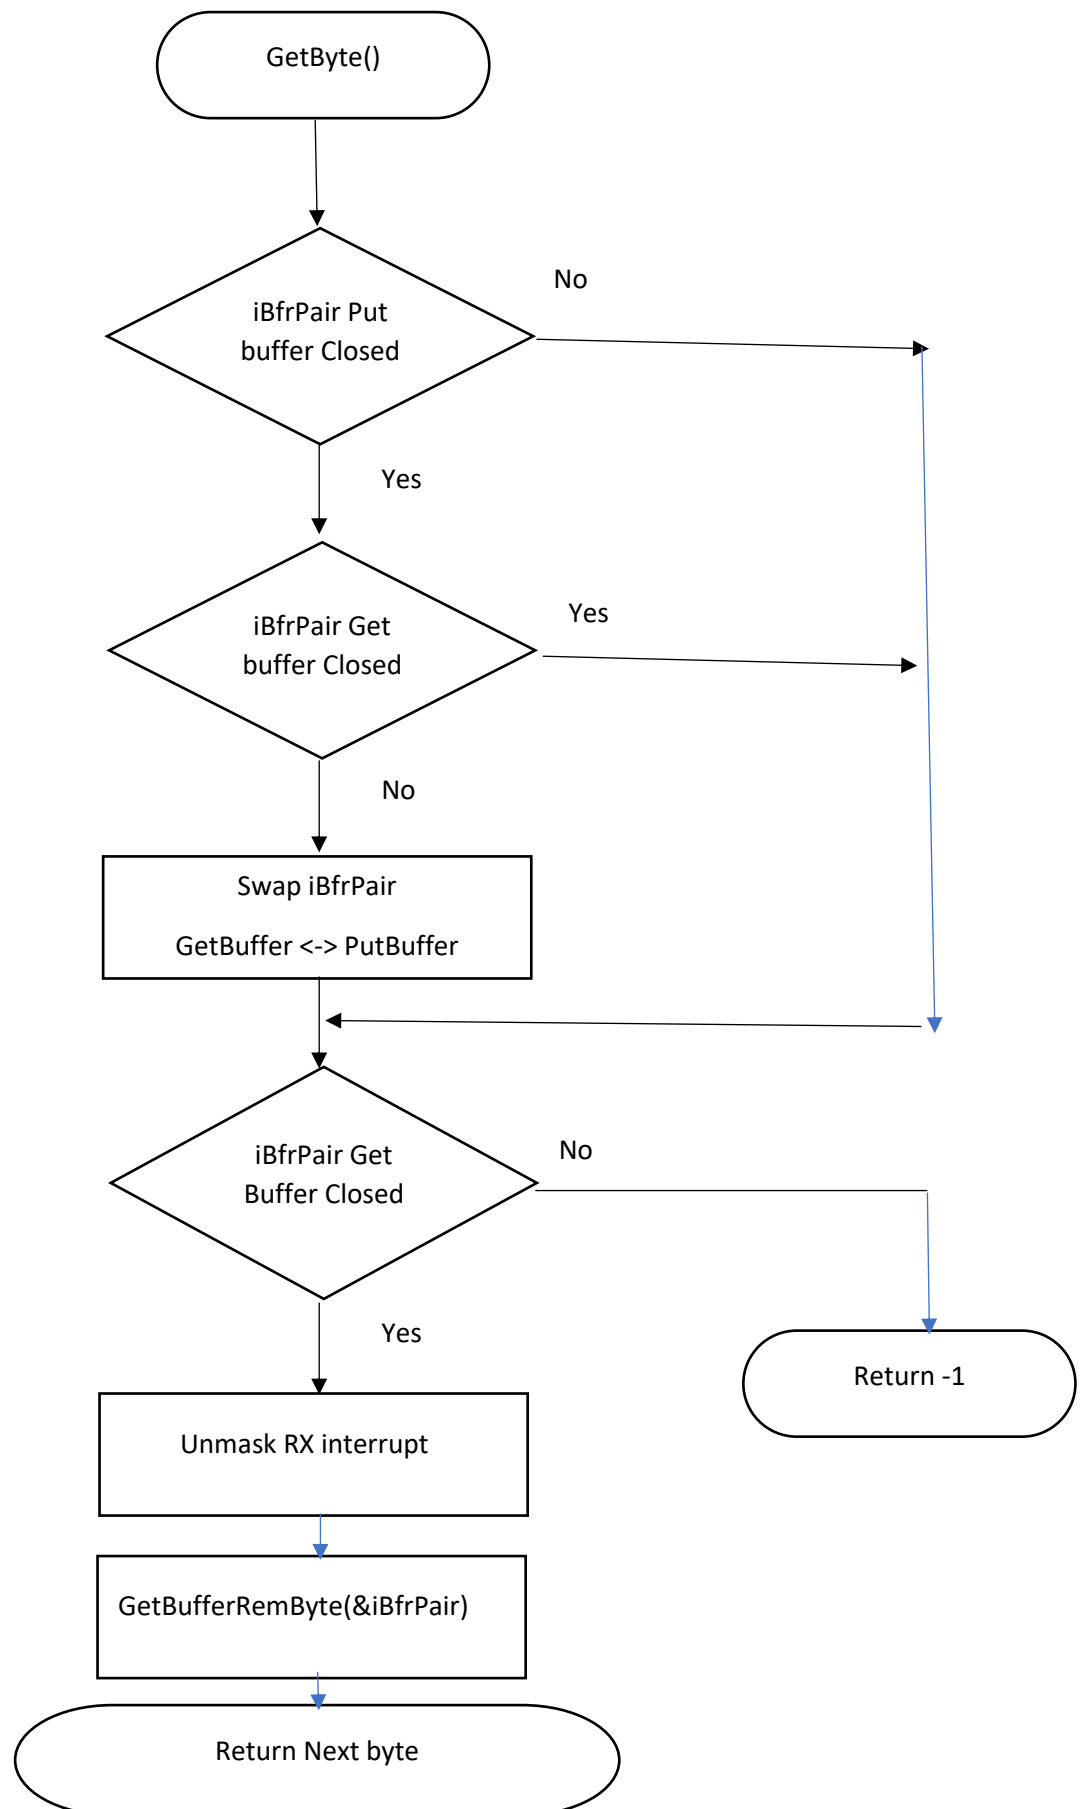 GetByte()
No
iBfrPair Put
buffer Closed
Yes
iBfrPair Get
buffer Closed
Yes
No
Swap iBfrPair
GetBuffer <-> PutBuffer
iBfrPair Get
Buffer Closed
No
Yes
Return -1
Unmask RX interrupt
GetBufferRemByte(&iBfrPair)
Return Next byte